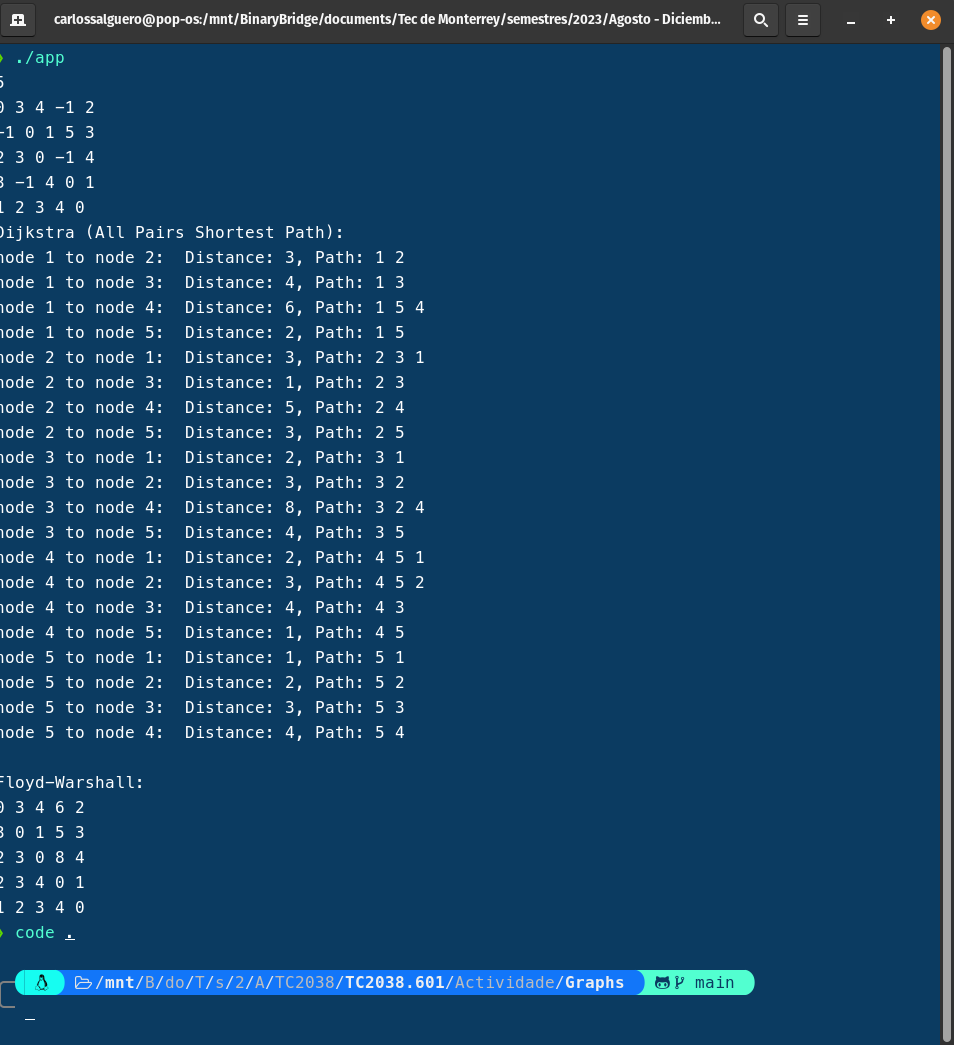 carlossalguero@pop-os:/mnt/BinaryBridge/documents/Tec de Monterrey/semestres/2023/Agosto - Diciemb...
./app
5
0 3 4 -1 2
-1 0 1 5 3
2 3 0 -1 4
3 -1 4 0 1
1 2 3 4 0
Dijkstra (All Pairs Shortest Path):
node 1 to node 2:  Distance: 3, Path: 1 2
node 1 to node 3:  Distance: 4, Path: 1 3
node 1 to node 4:  Distance: 6, Path: 1 5 4
node 1 to node 5:  Distance: 2, Path: 1 5
node 2 to node 1:  Distance: 3, Path: 2 3 1
node 2 to node 3:  Distance: 1, Path: 2 3
node 2 to node 4:  Distance: 5, Path: 2 4
node 2 to node 5:  Distance: 3, Path: 2 5
node 3 to node 1:  Distance: 2, Path: 3 1
node 3 to node 2:  Distance: 3, Path: 3 2
node 3 to node 4:  Distance: 8, Path: 3 2 4
node 3 to node 5:  Distance: 4, Path: 3 5
node 4 to node 1:  Distance: 2, Path: 4 5 1
node 4 to node 2:  Distance: 3, Path: 4 5 2
node 4 to node 3:  Distance: 4, Path: 4 3
node 4 to node 5:  Distance: 1, Path: 4 5
node 5 to node 1:  Distance: 1, Path: 5 1
node 5 to node 2:  Distance: 2, Path: 5 2
node 5 to node 3:  Distance: 3, Path: 5 3
node 5 to node 4:  Distance: 4, Path: 5 4
Floyd-Warshall:
0 3 4 6 2
3 0 1 5 3
2 3 0 8 4
2 3 4 0 1
1 2 3 4 0
code .
/mnt/B/do/T/s/2/A/TC2038/TC2038.601/Actividade/Graphs main